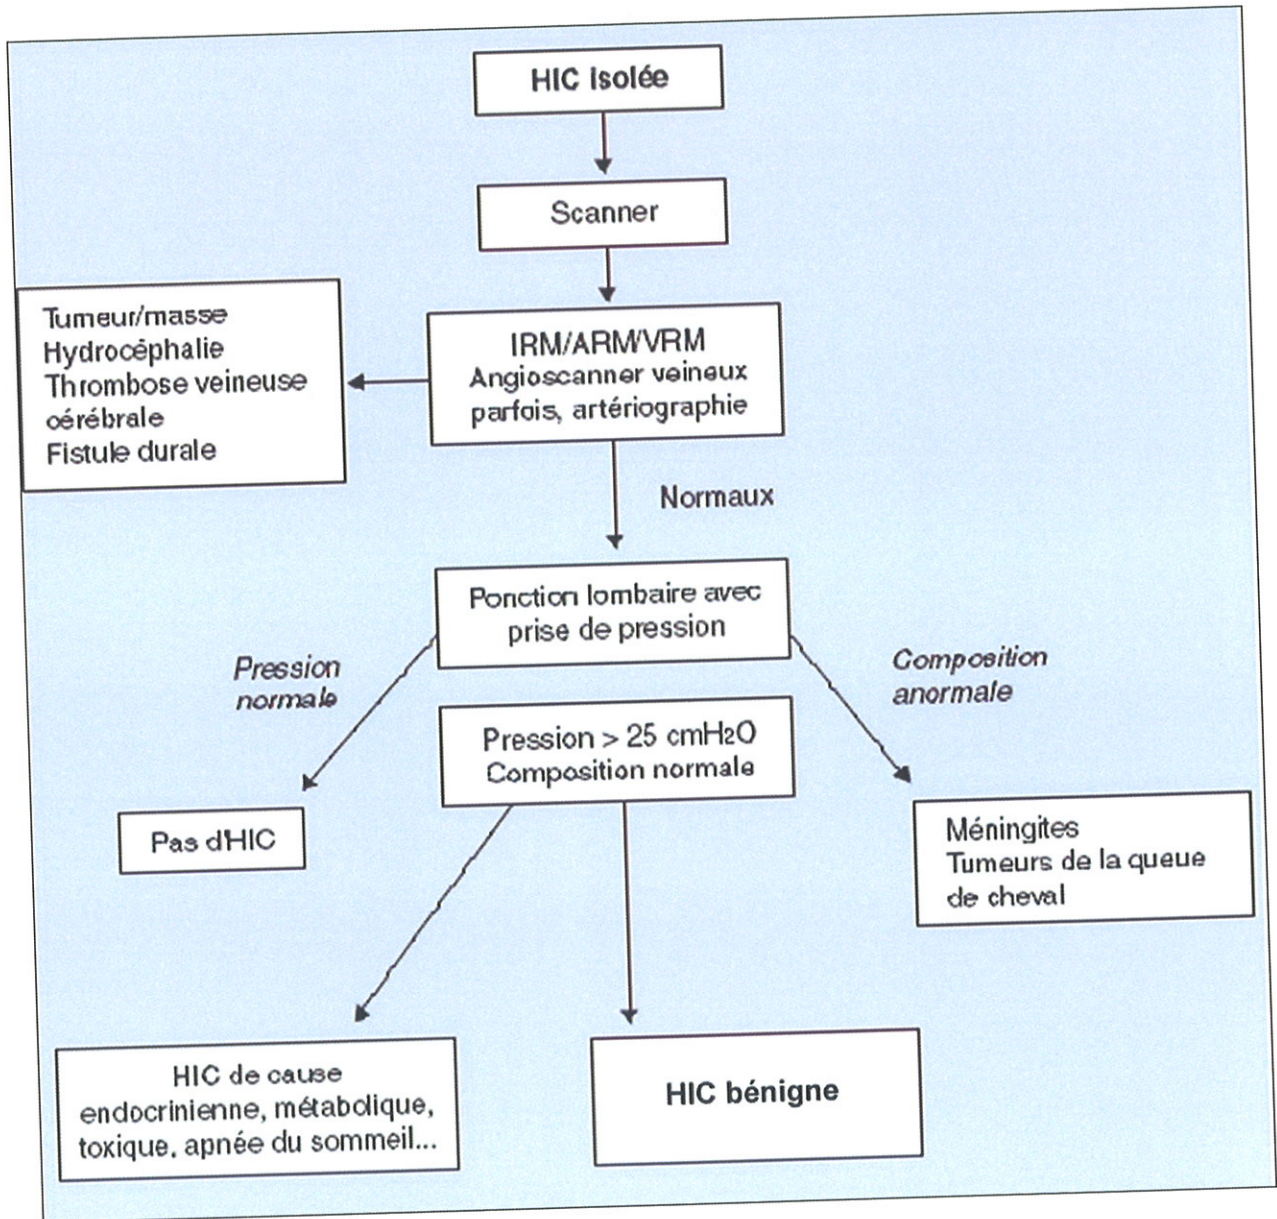 HIC isolée
Scanner
Tumeur/masse
Hydrocéphalie
Thrombose veineuse
cérébrale
Fistule durale
IRM/ARM/VRM
Angioscanner veineux
parfois, artériographie
Normaux
Ponction lombaire avec
prise de pression
Pression
normale
Composition
anormale
Pression > 25 cmH2O
Composition normale
Pas d'HIC
Méningites
Tumeurs de la queue
de cheval
HIC de cause
endocrinienne, métabolique,
toxique, apnée du sommeil...
HIC bénigne